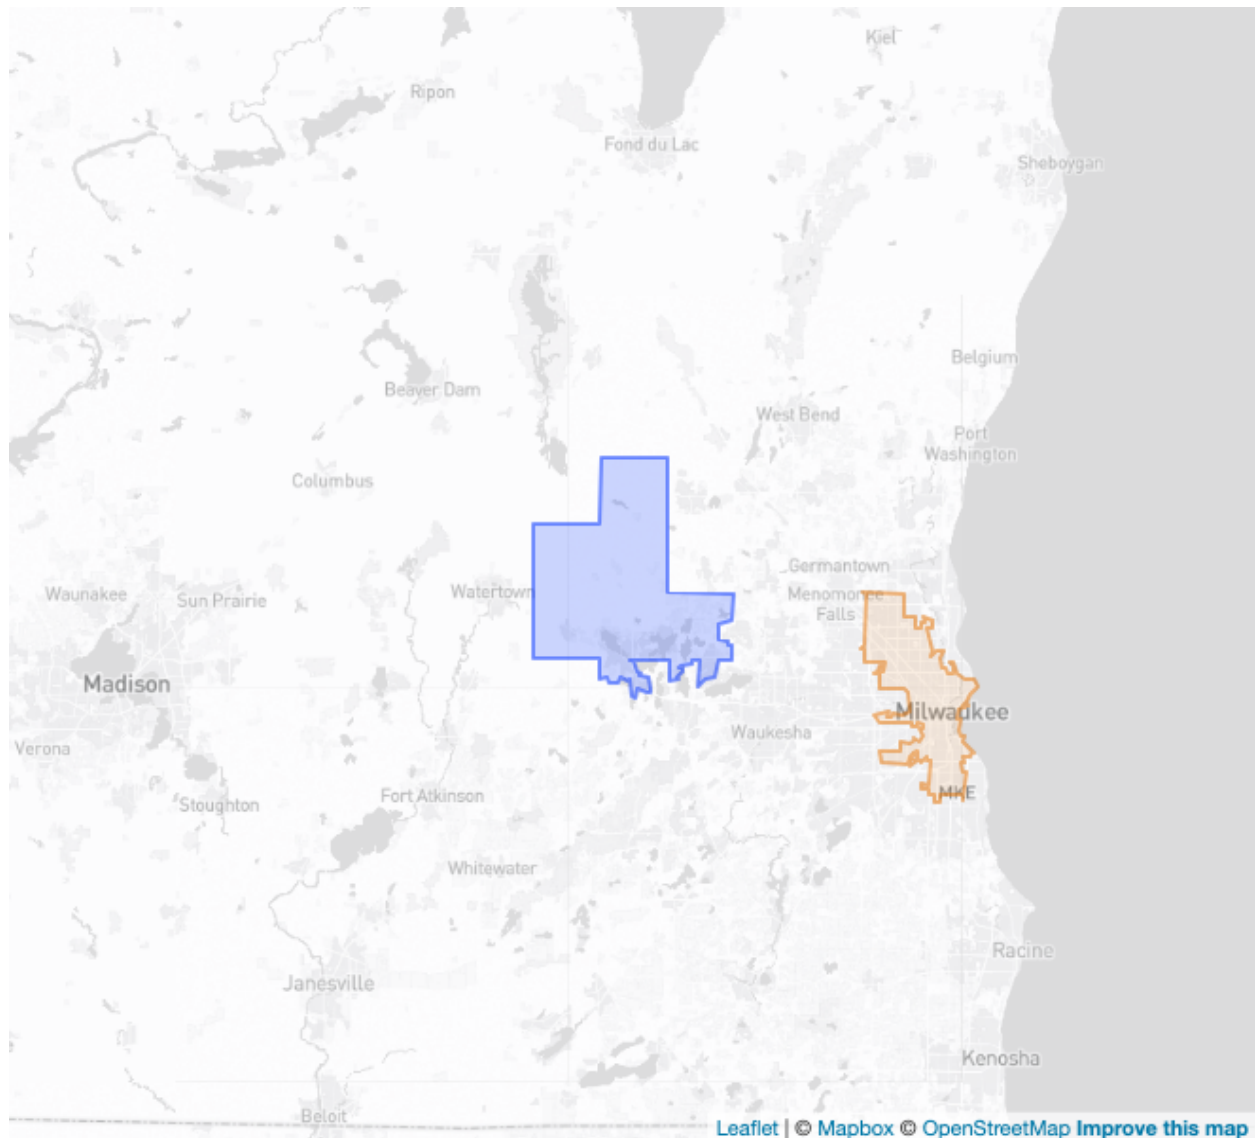 Kiel
Ripon
Fond du Lac
Sheboygan
Belgium
Beaver Dam
West Bend
Port
Washington
Columbus
Germantown
Waunakee
Sun Prairie
Watertown
Menomonee
Falls
Madison
Milwaukee
Waukesha
Verona
Stoughton
Fort Atkinson
MKE
Whitewater
Racine
Janesville
Kenosha
Beloit
Leaflet | © Mapbox © OpenStreetMap Improve this map